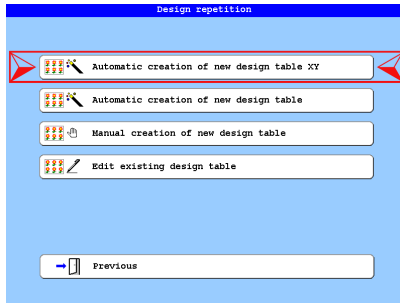 Design repetition
Automatic creation of new design table XY
Automatic creation of new design table
Manual creation of new design table
Edit existing design table
Previous